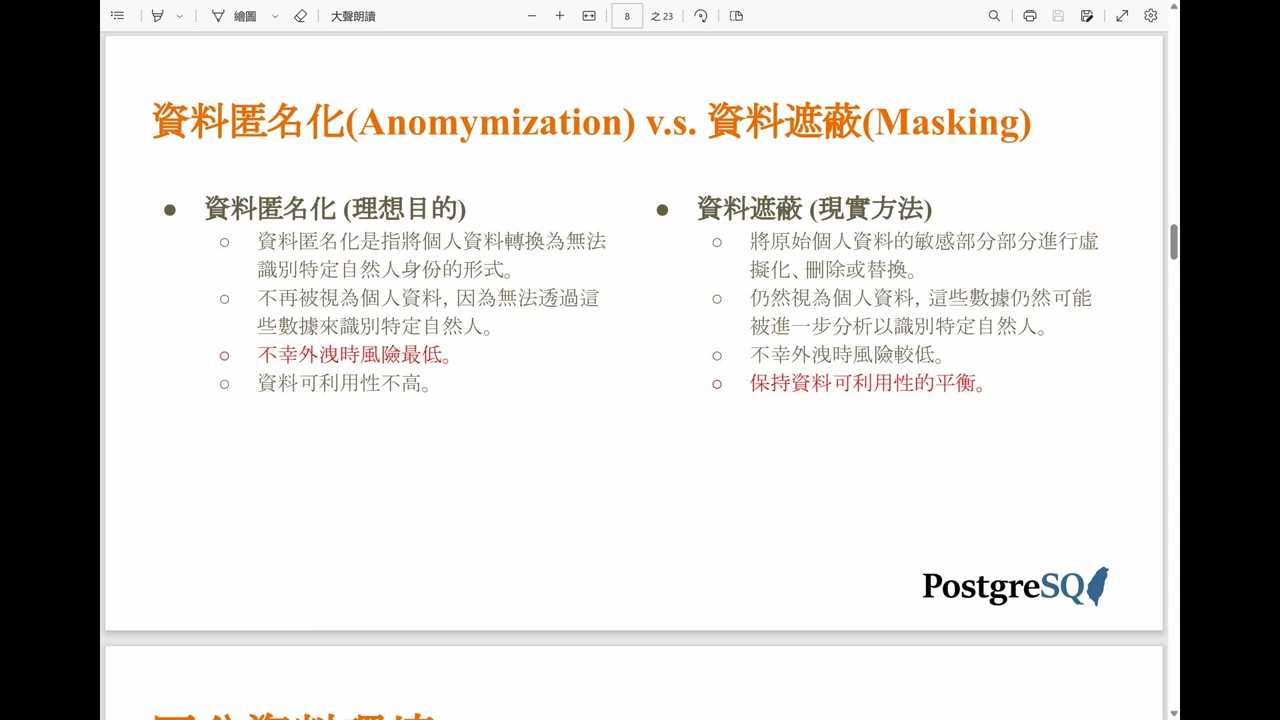 繪圖
大聲朗讀
8
之 23
資料匿名化(Anomymization) v.s. 資料遮蔽(Masking)
● 資料匿名化 (理想目的)
○ 資料匿名化是指將個人資料轉換為無法
識別特定自然人身份的形式。
○ 不再被視為個人資料, 因為無法透過這
些數據來識別特定自然人。
○ 不幸外洩時風險最低。
○ 資料可利用性不高。
● 資料遮蔽 (現實方法)
○ 將原始個人資料的敏感部分部分進行虛
擬化、刪除或替換。
○ 仍然視為個人資料, 這些數據仍然可能
被進一步分析以識別特定自然人。
○ 不幸外洩時風險較低。
○ 保持資料可利用性的平衡。
PostgreSQ